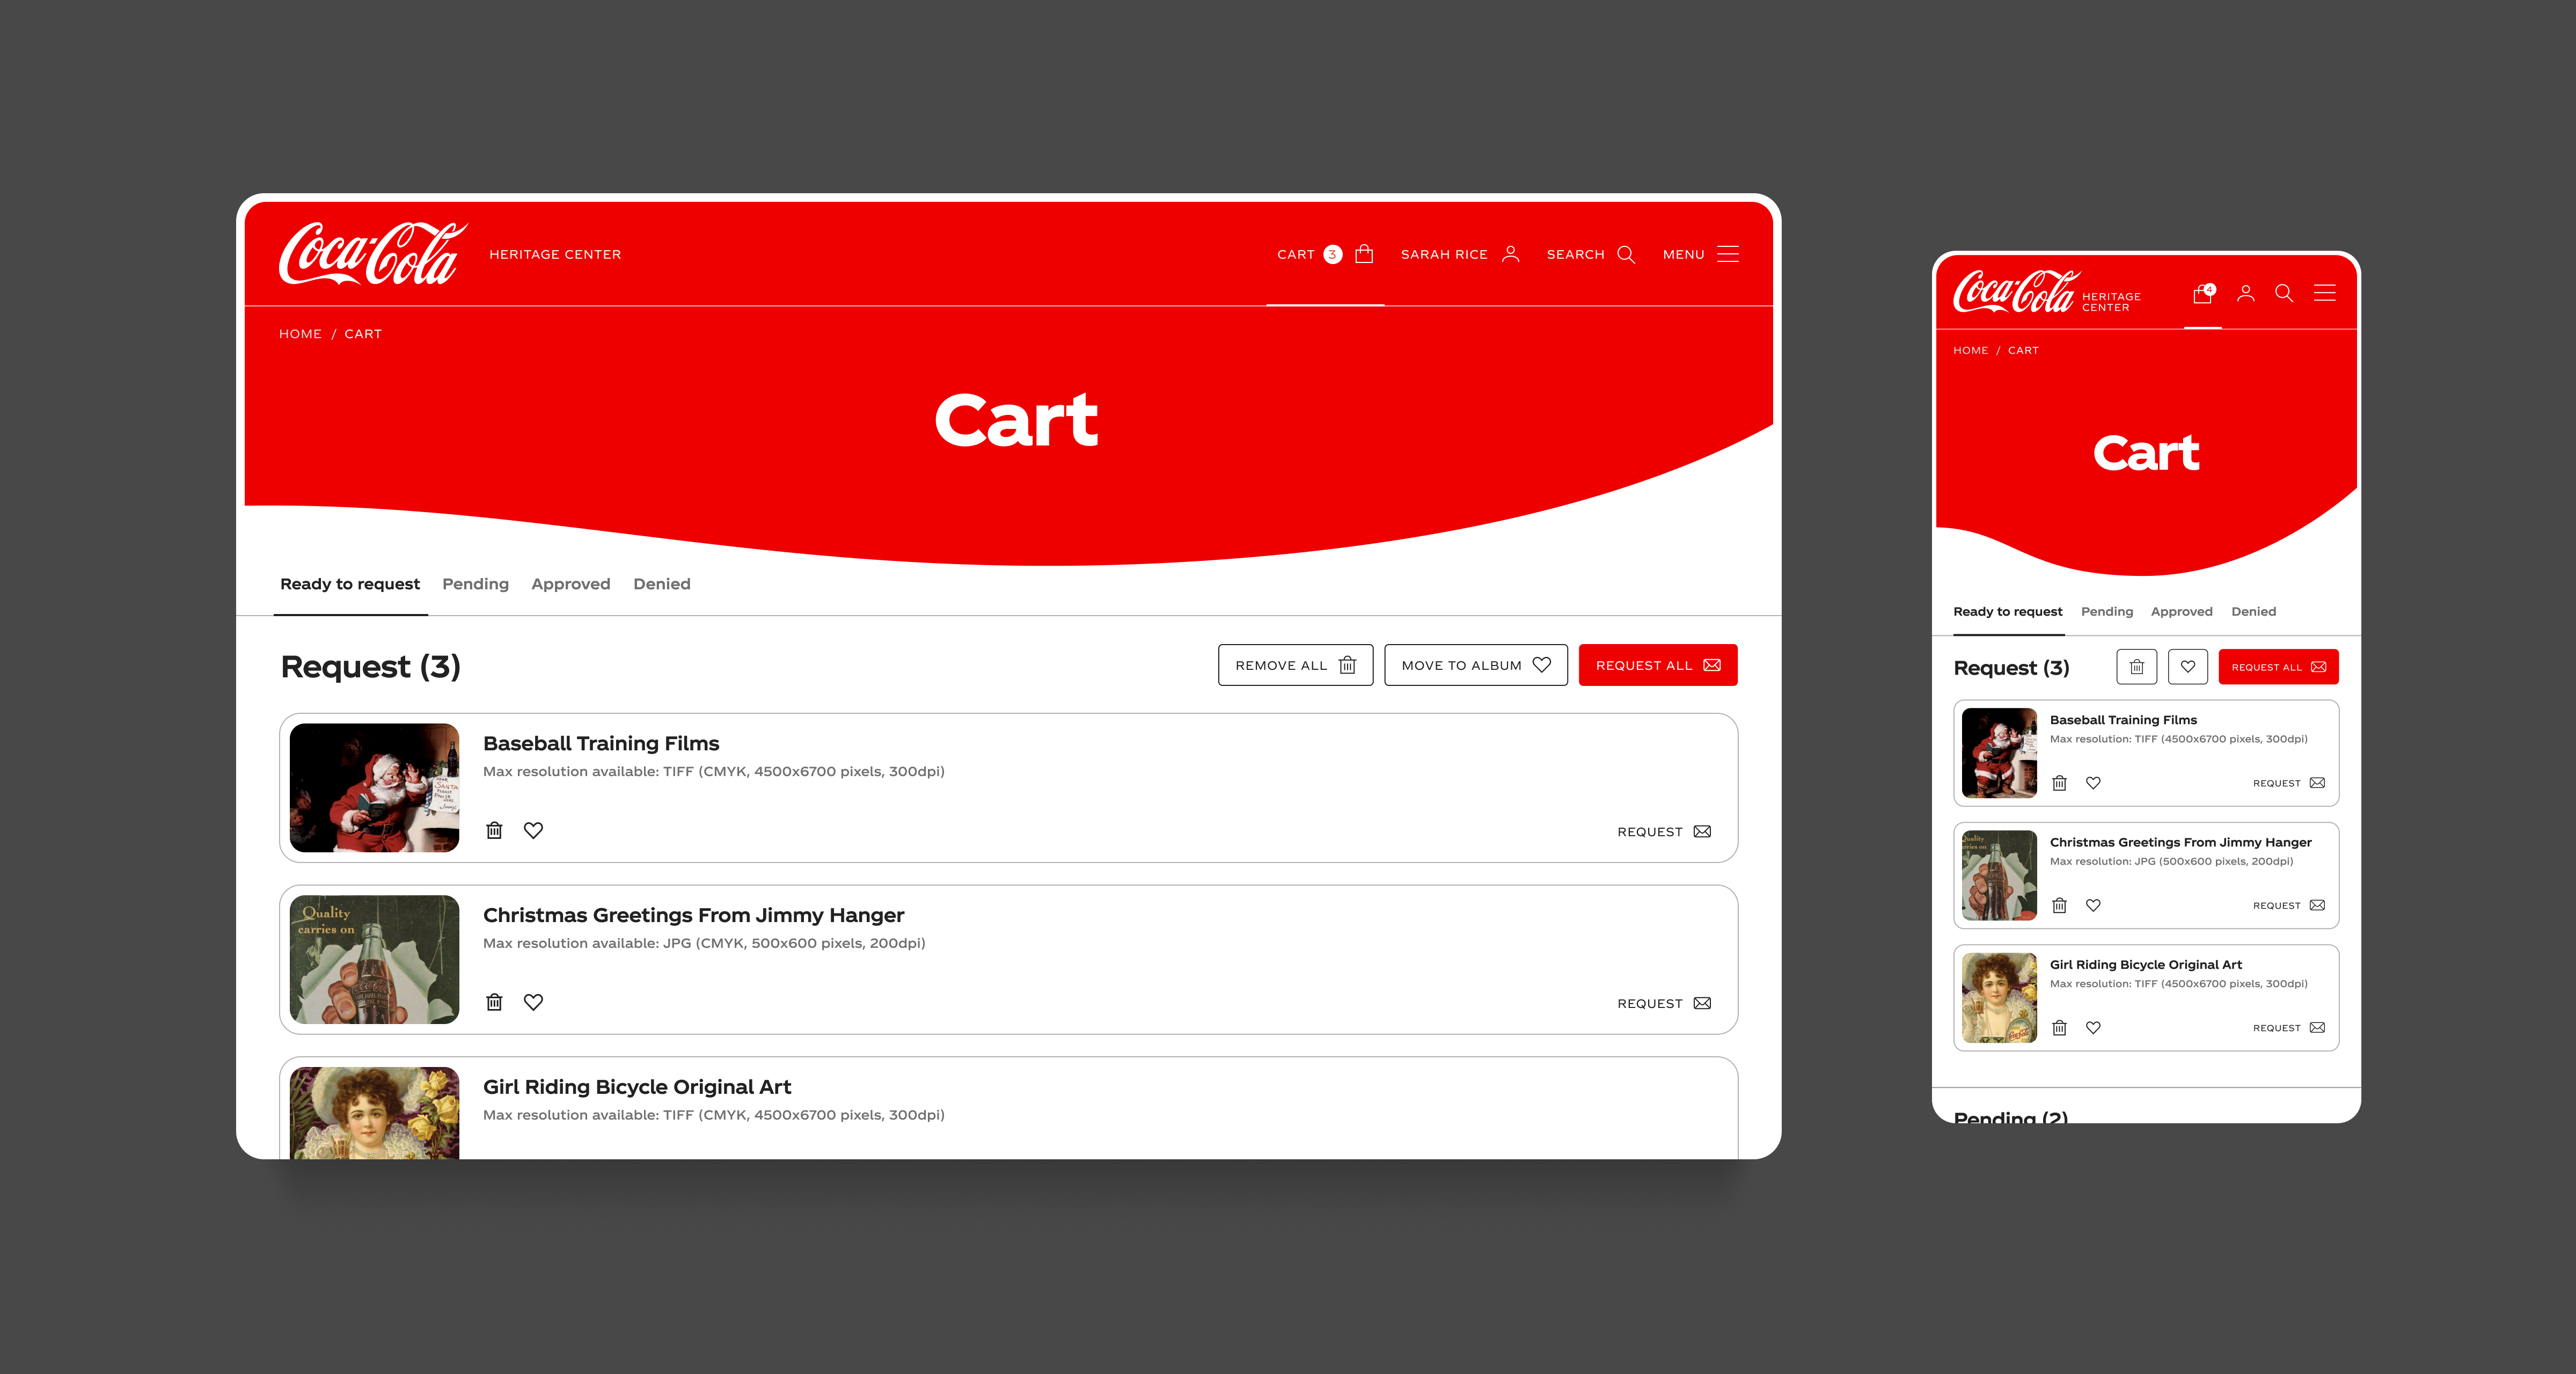 Coca-Cola
HERITAGE CENTER
CART 3
SARAH RICE
SEARCH
MENU
HOME / CART
Cart
Ready to request
Pending
Approved
Denied
Request (3)
REMOVE ALL
MOVE TO ALBUM
REQUEST ALL
Baseball Training Films
Max resolution available: TIFF (CMYK, 4500x6700 pixels, 300dpi)
REQUEST
Quality
carries on
Christmas Greetings From Jimmy Hanger
Max resolution available: JPG (CMYK, 500x600 pixels, 200dpi)
REQUEST
Girl Riding Bicycle Original Art
Max resolution available: TIFF (CMYK, 4500x6700 pixels, 300dpi)
Coca-Cola
HERITAGE
CENTER
4
HOME / CART
Cart
Ready to request
Pending
Approved
Denied
Request (3)
REQUEST ALL
Baseball Training Films
Max resolution: TIFF (4500x6700 pixels, 300dpi)
REQUEST
Christmas Greetings From Jimmy Hanger
Max resolution: JPG (500x600 pixels, 200dpi)
REQUEST
Girl Riding Bicycle Original Art
Max resolution: TIFF (4500x6700 pixels, 300dpi)
REQUEST
Pending (2)